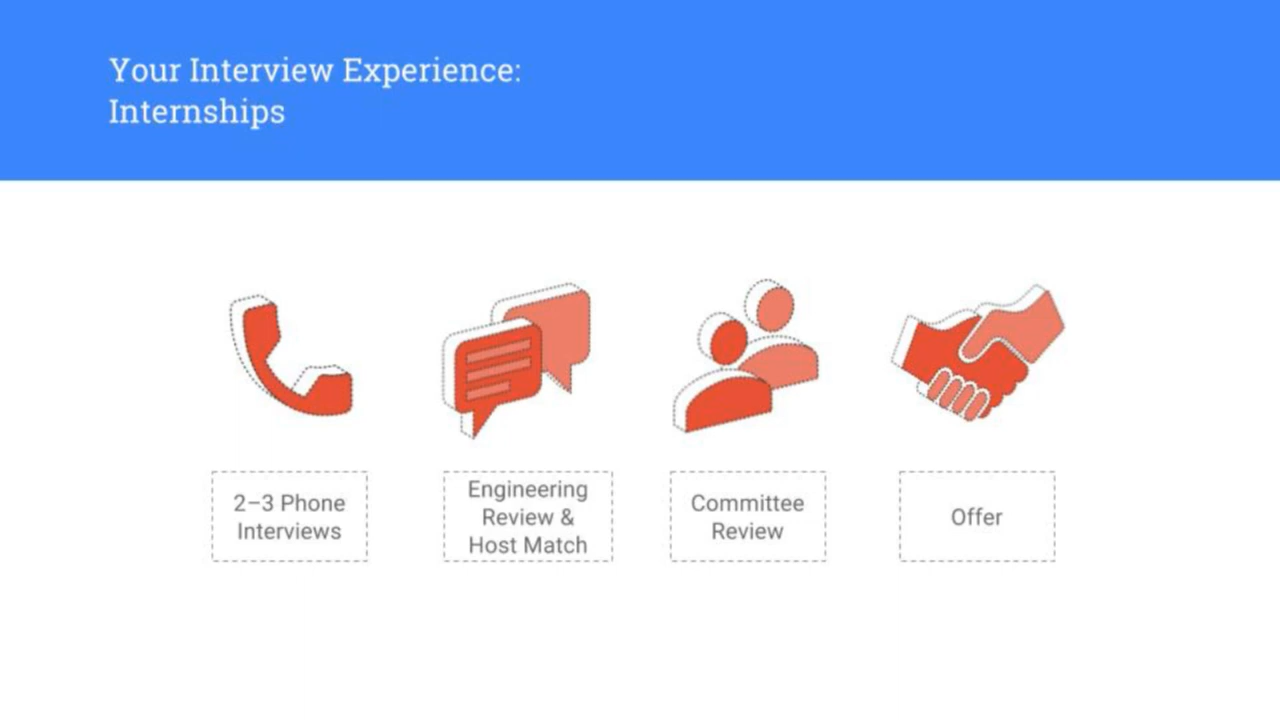 Your Interview Experience:
Internships
2–3 Phone
Interviews
Engineering
Review &
Host Match
Committee
Review
Offer